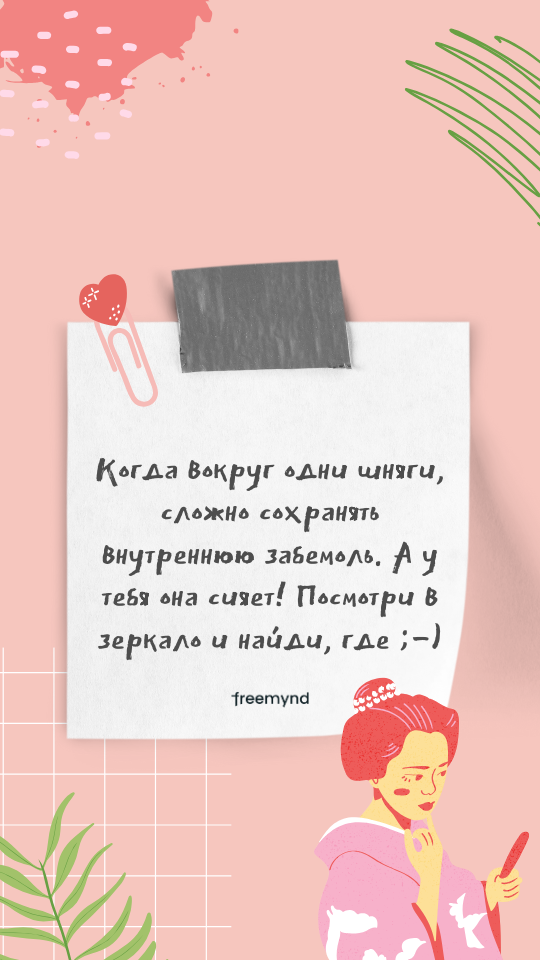 Когда вокруг одни шняги,
сложно сохранять
внутреннюю забемоль. А у
тебя она сияет! Посмотри в
зеркало и найди, где ;-)
freemynd